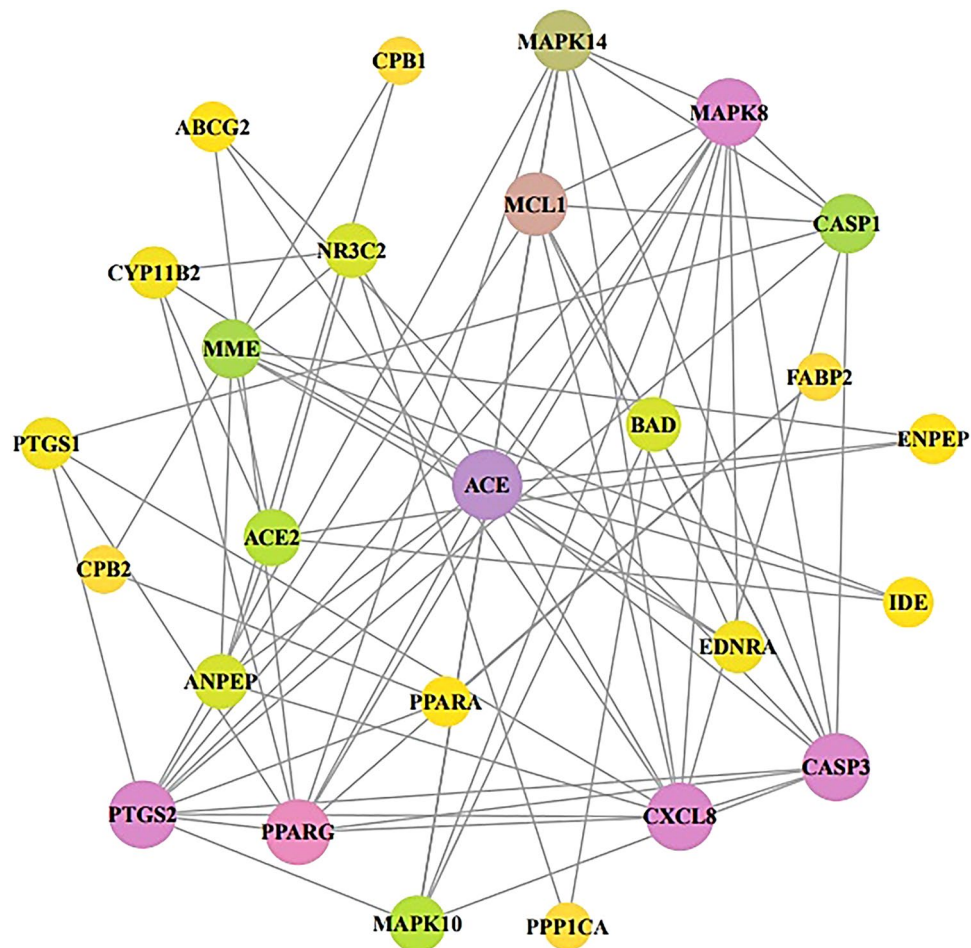 MAPK14
CPB1
MAPK8
ABCG2
MCL1
CASP1
NR3C2
CYP11B2
MME
FABP2
BAD
ENPEP
PTGS1
ACE
ACE2
CPB2
IDE
EDNRA
ANPEP
PPARA
CASP3
PTGS2
CXCL8
PPARG
MAPK10
PPP1CA